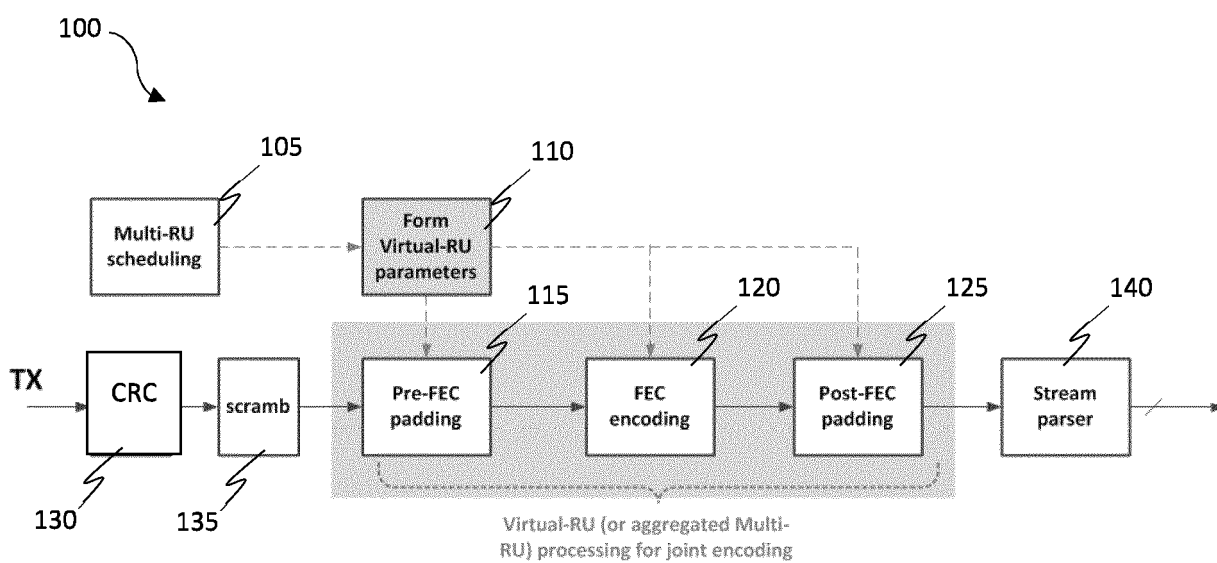 100
105
110
Multi-RU
scheduling
Form
Virtual-RU
parameters
115
120
125
140
TX
CRC
scramb
Pre-FEC
padding
FEC
encoding
Post-FEC
padding
Stream
parser
130
135
Virtual-RU (or aggregated Multi-
RU) processing for joint encoding